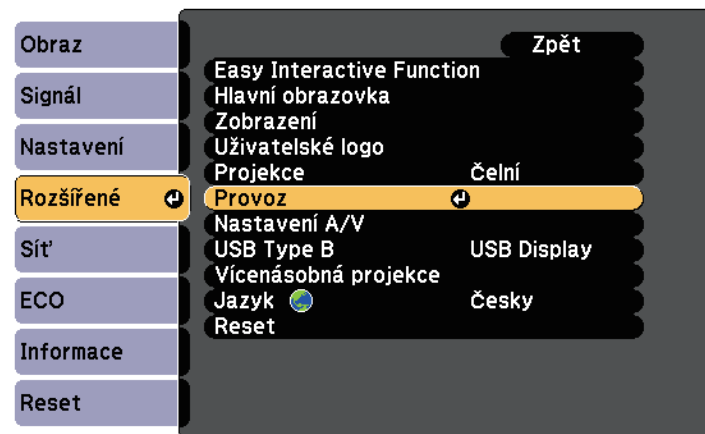 Obraz
Signál
Nastavení
Rozšířené
Síť
ECO
Informace
Reset
Zpět
Easy Interactive Function
Hlavní obrazovka
Zobrazení
Uživatelské logo
Projekce Čelní
Provoz
Nastavení A/V
USB Type B USB Display
Vícenásobná projekce
Jazyk Česky
Reset